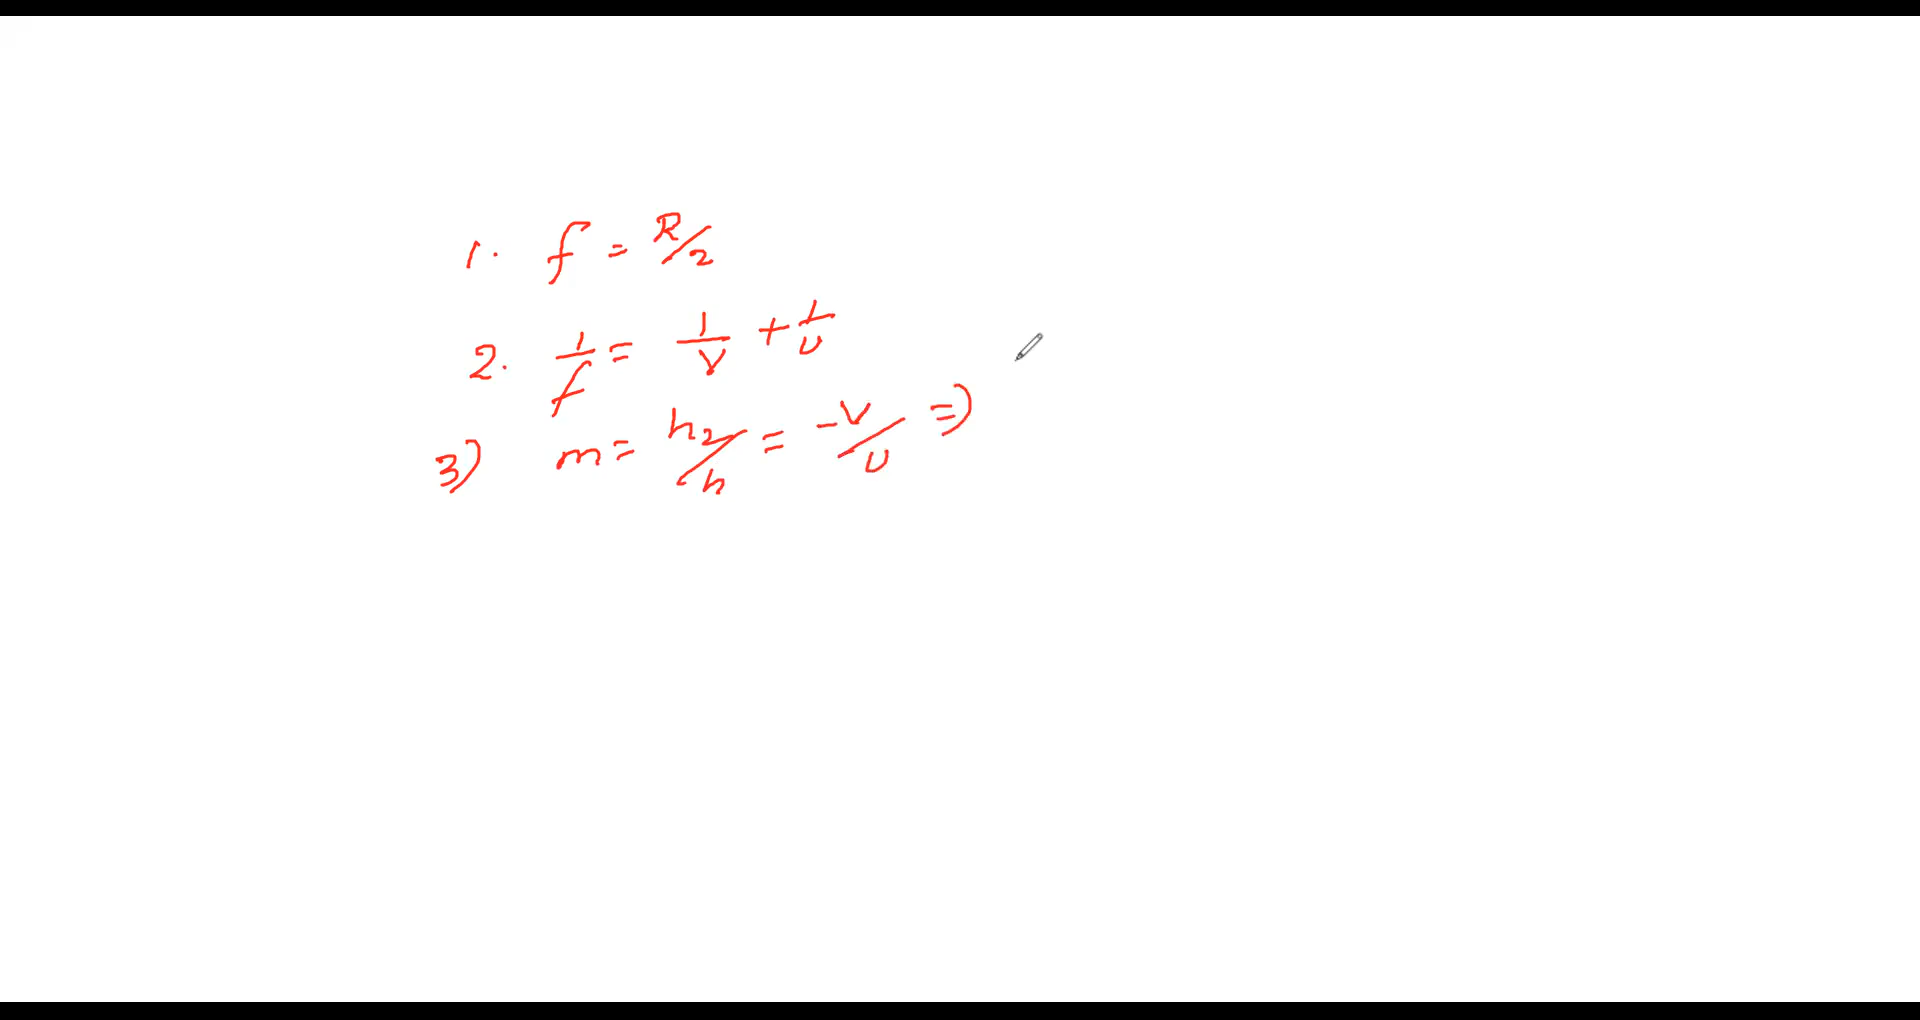 1. f = R/2
2. 1/f = 1/v + 1/u
3) m = h2/h = -v/u =>